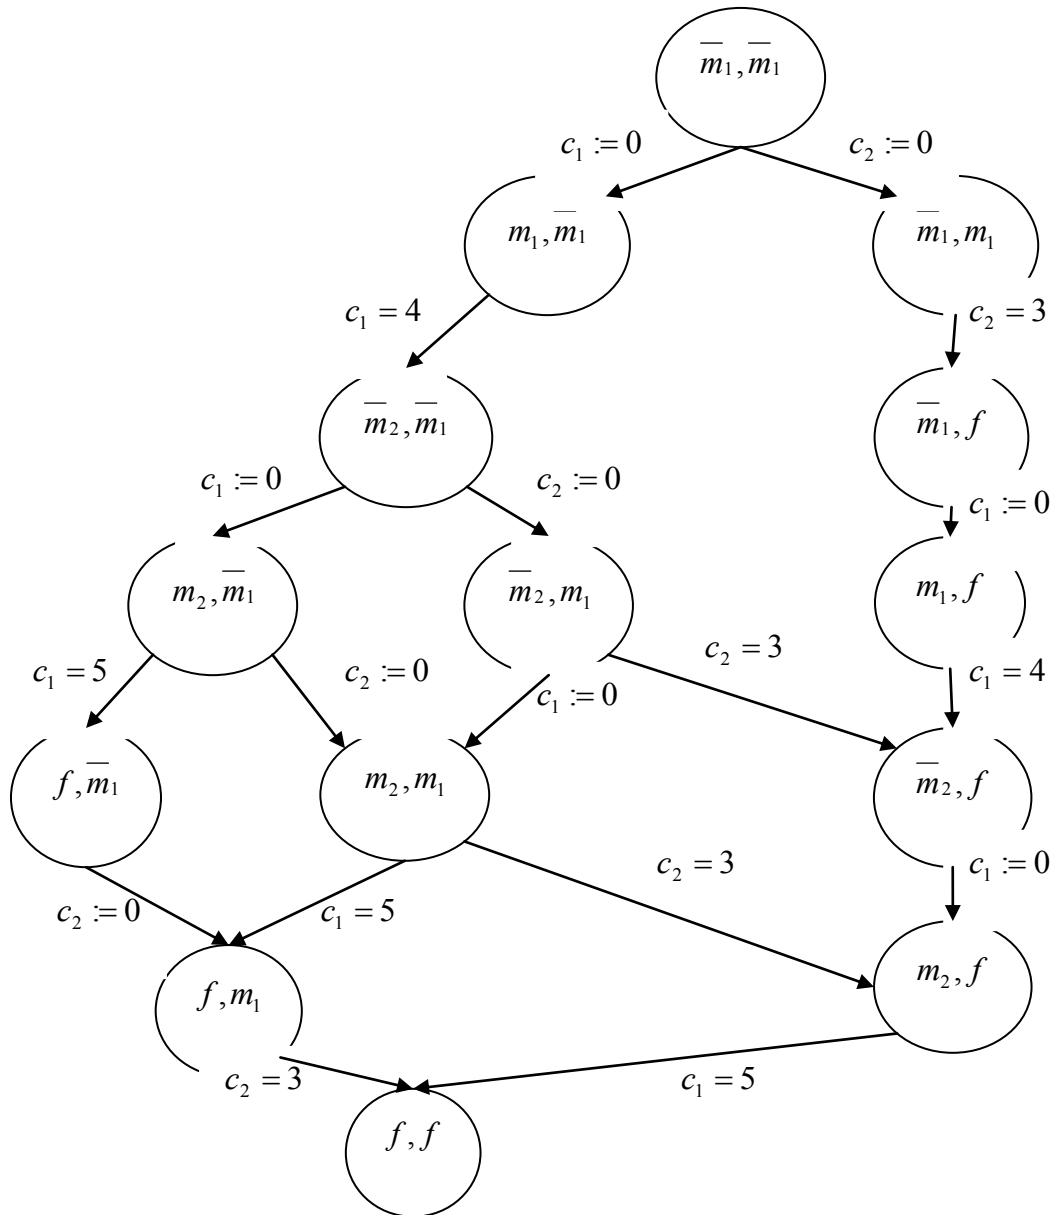 m̅₁, m̅₁
c₁ := 0 c₂ := 0
m₁, m̅₁ m̅₁, m₁
c₁ = 4 c₂ = 3
m̅₂, m̅₁ m̅₁, f
c₁ := 0 c₂ := 0 c₁ := 0
m₂, m̅₁ m̅₂, m₁ m₁, f
c₁ = 5 c₂ := 0 c₁ := 0 c₂ = 3 c₁ = 4
f, m̅₁ m₂, m₁ m̅₂, f
c₂ := 0 c₁ = 5 c₂ = 3 c₁ := 0
f, m₁ m₂, f
c₂ = 3 c₁ = 5
f, f